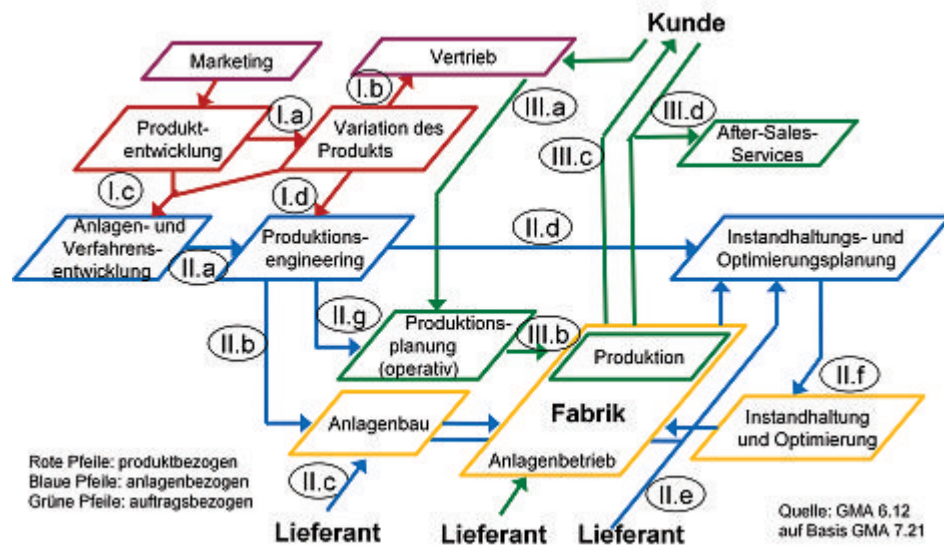 Kunde
Marketing
Vertrieb
I.b
III.a
III.d
I.a
Produkt-
entwicklung
Variation des
Produkts
III.c
After-Sales-
Services
I.c
I.d
Anlagen- und
Verfahrens-
entwicklung
II.a
Produktions-
engineering
II.d
Instandhaltungs- und
Optimierungsplanung
II.b
II.g
Produktions-
planung
(operativ)
III.b
Produktion
II.f
Anlagenbau
Fabrik
Instandhaltung
und Optimierung
Anlagenbetrieb
Rote Pfeile: produktbezogen
Blaue Pfeile: anlagenbezogen
Grüne Pfeile: auftragsbezogen
II.c
II.e
Lieferant
Lieferant
Lieferant
Quelle: GMA 6.12
auf Basis GMA 7.21